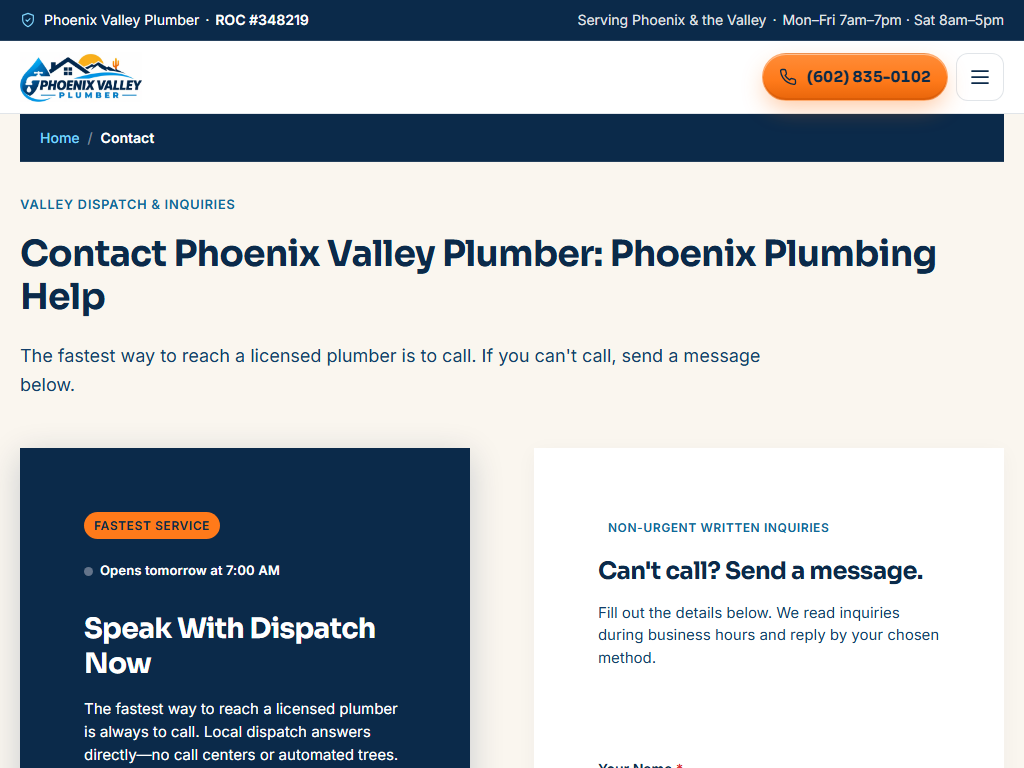 Phoenix Valley Plumber · ROC #348219
Serving Phoenix & the Valley · Mon–Fri 7am–7pm · Sat 8am–5pm
PHOENIX VALLEY
PLUMBER
(602) 835-0102
Home / Contact
VALLEY DISPATCH & INQUIRIES
Contact Phoenix Valley Plumber: Phoenix Plumbing
Help
The fastest way to reach a licensed plumber is to call. If you can't call, send a message
below.
FASTEST SERVICE
Opens tomorrow at 7:00 AM
Speak With Dispatch
Now
The fastest way to reach a licensed plumber
is to always to call. Local dispatch answers
directly—no call centers or automated trees.
NON-URGENT WRITTEN INQUIRIES
Can't call? Send a message.
Fill out the details below. We read inquiries
during business hours and reply by your chosen
method.
Your Name *